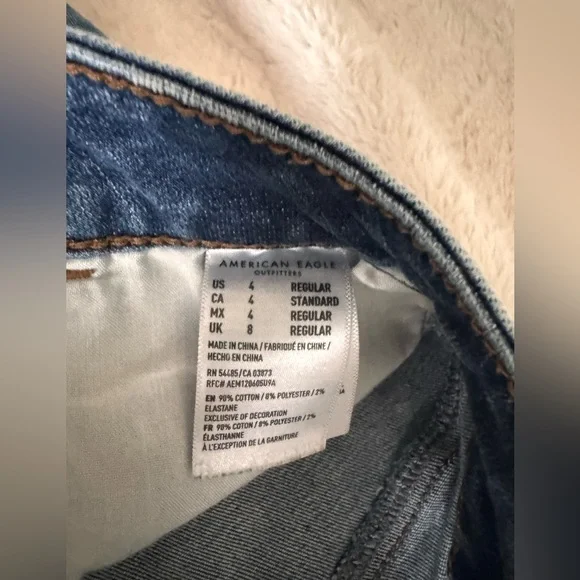 AMERICAN EAGLE
OUTFITTERS
US 4 REGULAR
CA 4 STANDARD
MX 4 REGULAR
UK 8 REGULAR
MADE IN CHINA / FABRIQUÉ EN CHINE /
HECHO EN CHINA
RN 54485/CA 03873
RFC# AEM120605U9A
EN 90% COTTON / 8% POLYESTER / 2%
ELASTANE
EXCLUSIVE OF DECORATION
FR 90% COTON / 8% POLYESTER / 2%
ÉLASTHANNE
À L'EXCEPTION DE LA GARNITURE